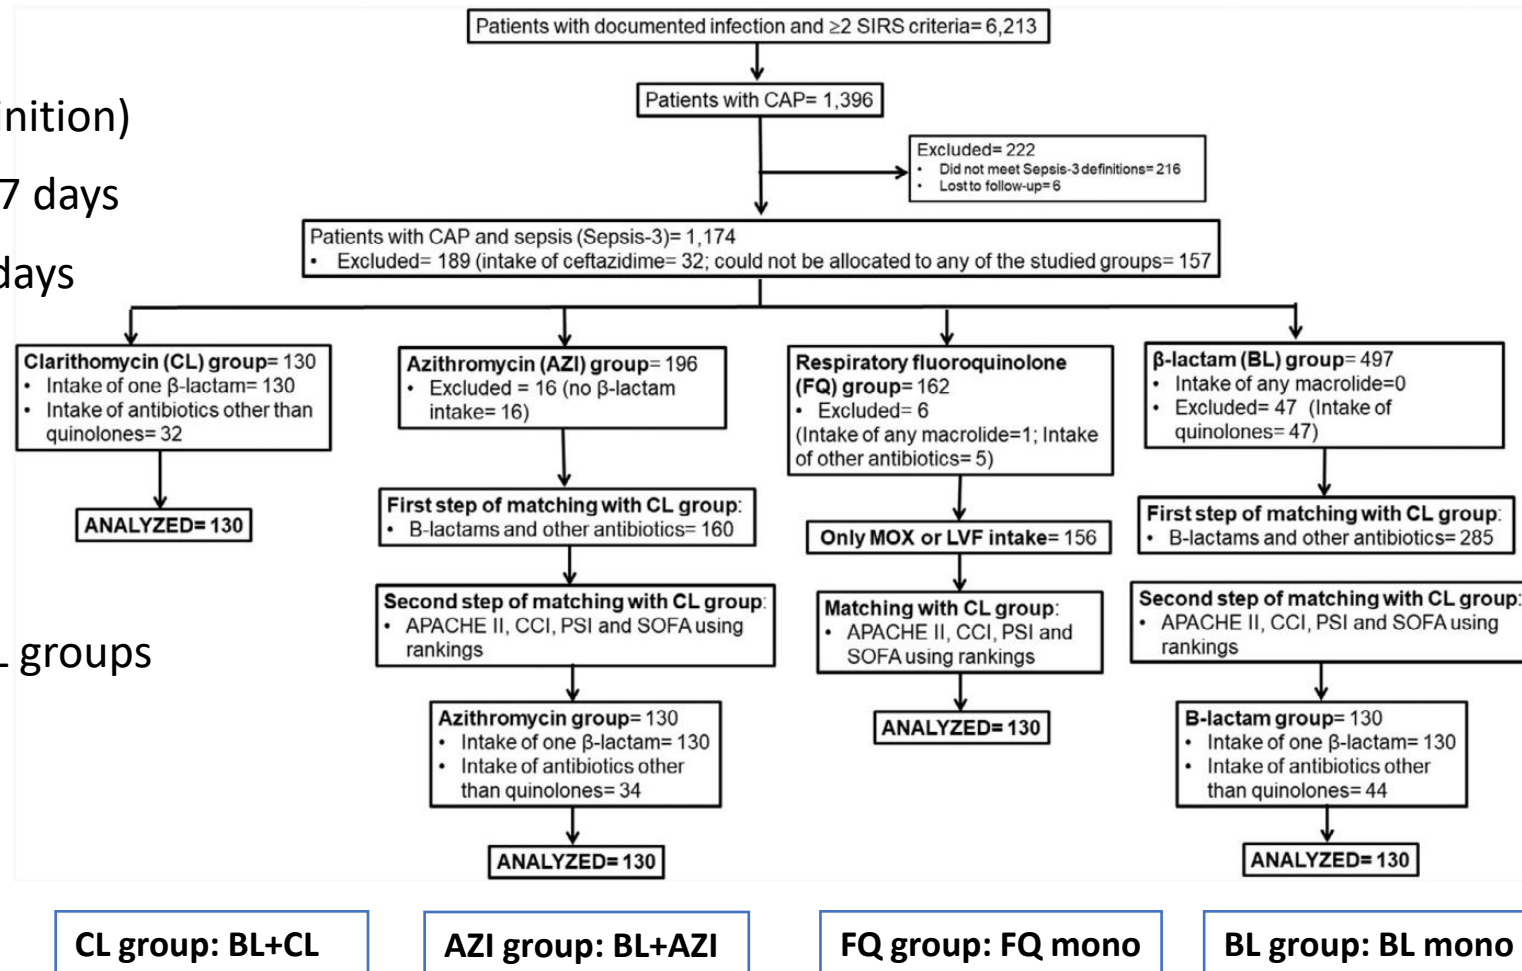 inition)
7 days
days
L groups
Patients with documented infection and ≥2 SIRS criteria= 6,213
Patients with CAP= 1,396
Excluded= 222
• Did not meet Sepsis-3 definitions= 216
• Lost to follow-up= 6
Patients with CAP and sepsis (Sepsis-3)= 1,174
• Excluded= 189 (intake of ceftazidime= 32; could not be allocated to any of the studied groups= 157
Clarithomycin (CL) group= 130
• Intake of one β-lactam= 130
• Intake of antibiotics other than
quinolones= 32
ANALYZED= 130
Azithromycin (AZI) group= 196
• Excluded = 16 (no β-lactam
intake= 16)
First step of matching with CL group:
• B-lactams and other antibiotics= 160
Second step of matching with CL group:
• APACHE II, CCI, PSI and SOFA using
rankings
Azithromycin group= 130
• Intake of one β-lactam= 130
• Intake of antibiotics other
than quinolones= 34
ANALYZED= 130
Respiratory fluoroquinolone
(FQ) group= 162
• Excluded= 6
(Intake of any macrolide=1; Intake
of other antibiotics= 5)
Only MOX or LVF intake= 156
Matching with CL group:
• APACHE II, CCI, PSI and
SOFA using rankings
ANALYZED= 130
β-lactam (BL) group= 497
• Intake of any macrolide=0
• Excluded= 47 (Intake of
quinolones= 47)
First step of matching with CL group:
• B-lactams and other antibiotics= 285
Second step of matching with CL group:
• APACHE II, CCI, PSI and SOFA using
rankings
B-lactam group= 130
• Intake of one β-lactam= 130
• Intake of antibiotics other
than quinolones= 44
ANALYZED= 130
CL group: BL+CL
AZI group: BL+AZI
FQ group: FQ mono
BL group: BL mono